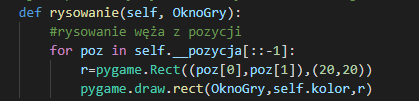 def rysowanie(self, OknoGry):
#rysowanie węża z pozycji
for poz in self.__pozycja[::-1]:
r=pygame.Rect((poz[0],poz[1]),(20,20))
pygame.draw.rect(OknoGry,self.kolor,r)